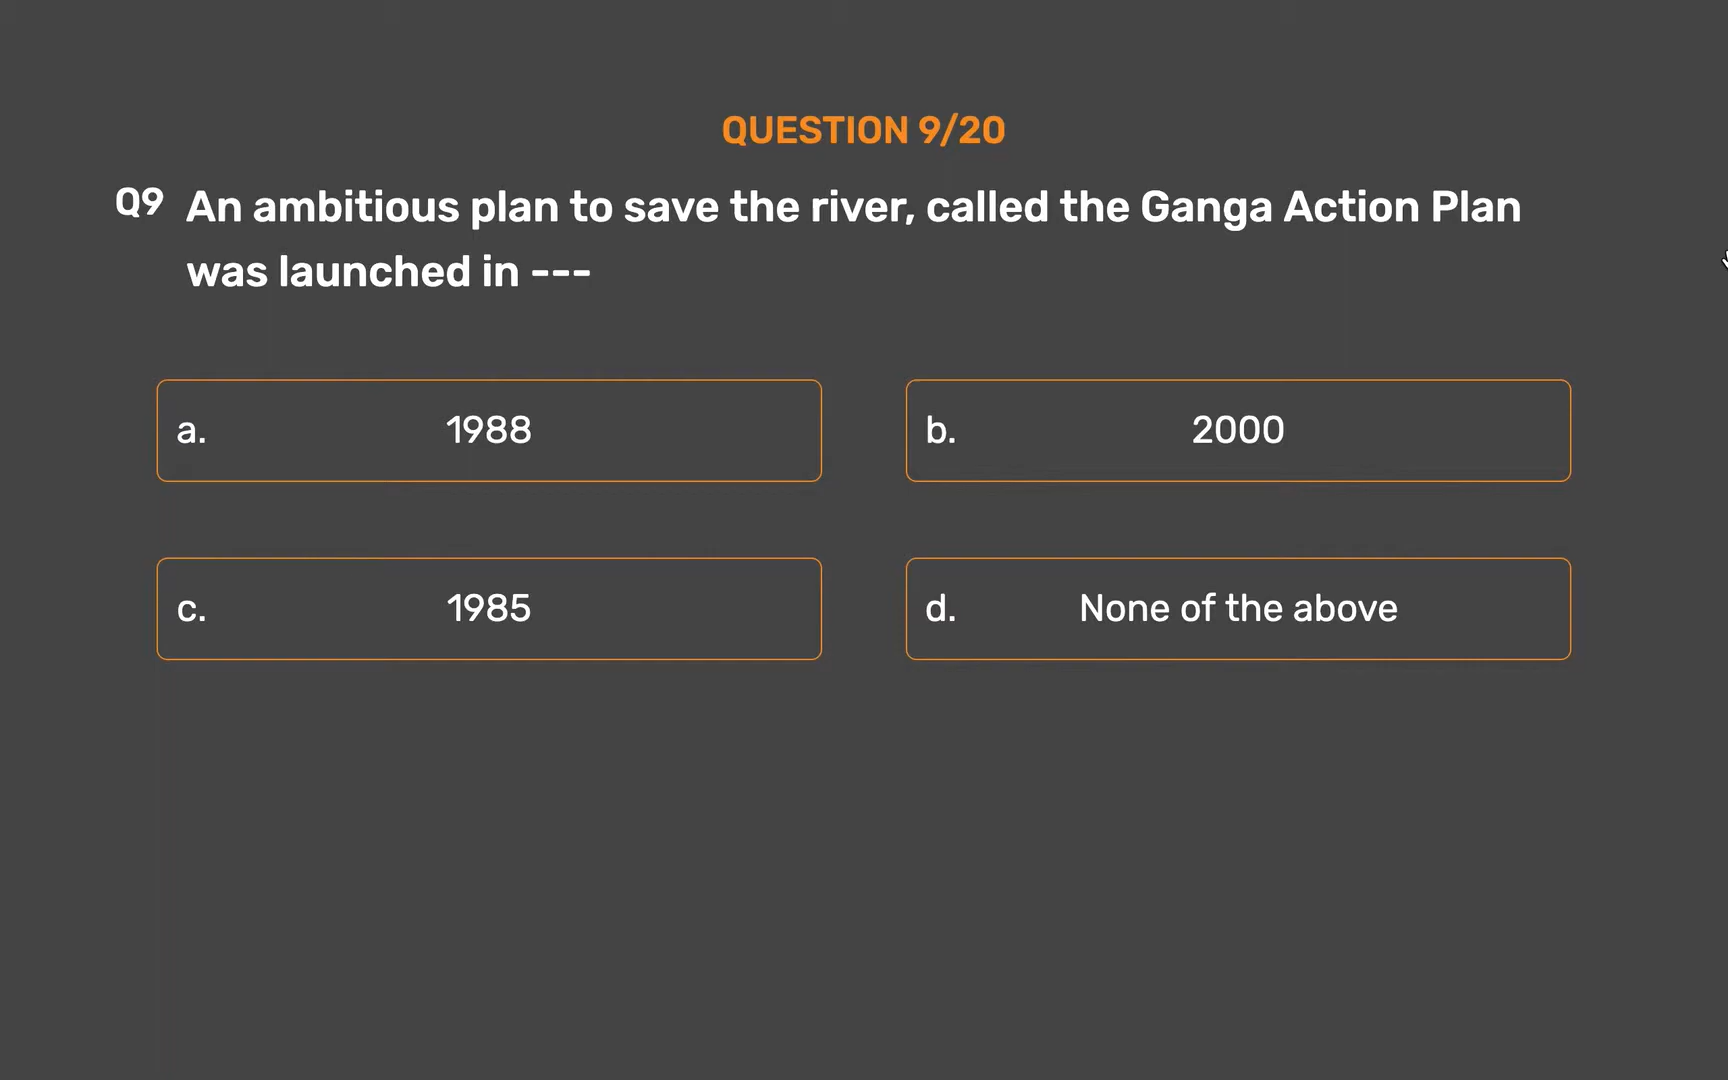 QUESTION 9/20
Q9 An ambitious plan to save the river, called the Ganga Action Plan
was launched in ---
a. 1988
b. 2000
c. 1985
d. None of the above